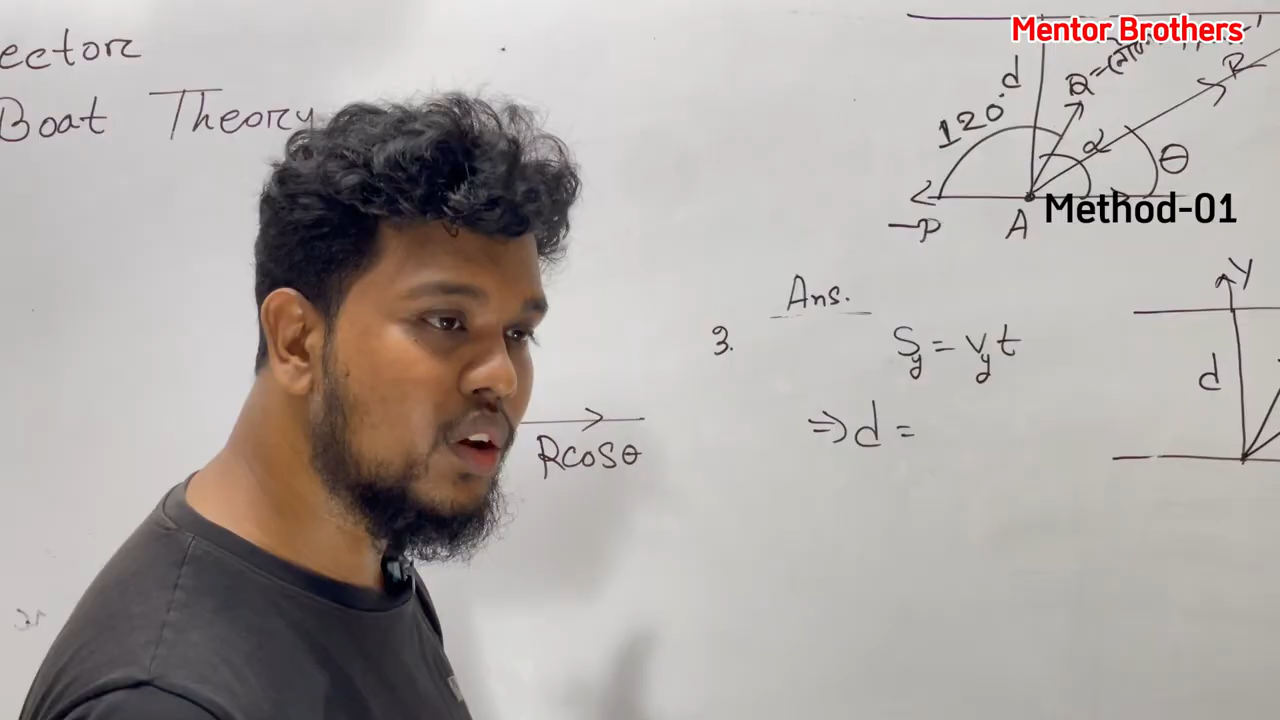 ector
Boat Theory
Mentor Brothers
d
Q=
R
120°
α
θ
-P
A
Method-01
Ans.
3.
Sy = Vy t
⇒ d =
Rcosθ
Y
d